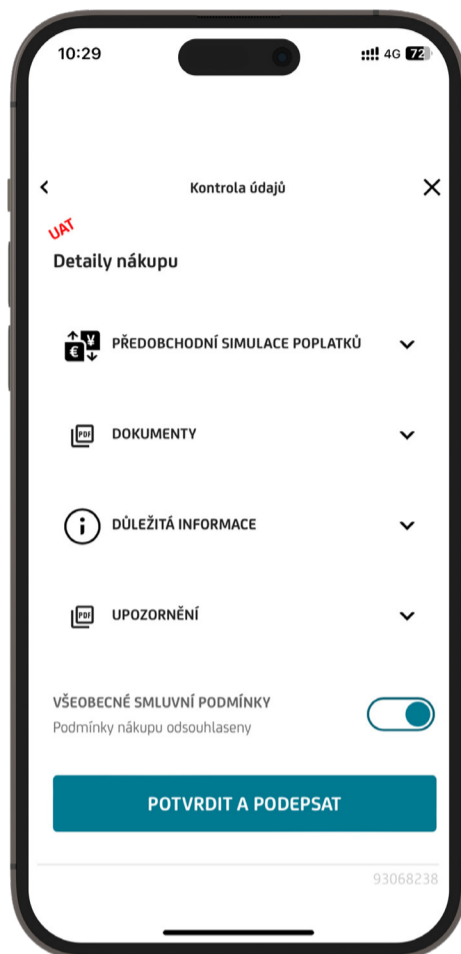 10:29
4G 72
Kontrola údajů
UAT
Detaily nákupu
¥
€
PŘEDOBCHODNÍ SIMULACE POPLATKŮ
PDF
DOKUMENTY
i
DŮLEŽITÁ INFORMACE
PDF
UPOZORNĚNÍ
VŠEOBECNÉ SMLUVNÍ PODMÍNKY
Podmínky nákupu odsouhlaseny
POTVRDIT A PODEPSAT
93068238